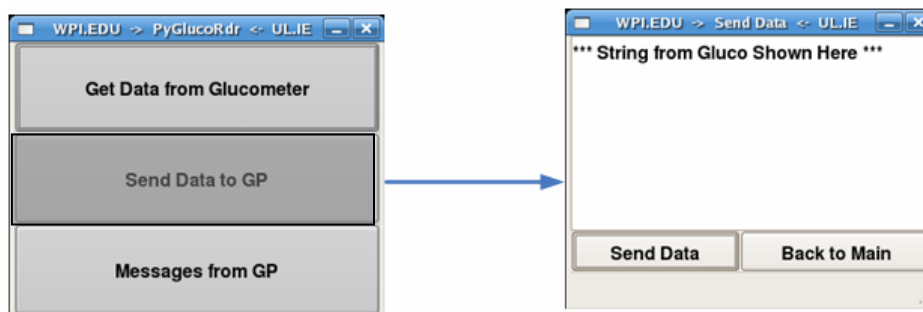 WPI.EDU -> PyGlucoRdr <- UL.IE
Get Data from Glucometer
Send Data to GP
Messages from GP
WPI.EDU -> Send Data <- UL.IE
*** String from Gluco Shown Here ***
Send Data
Back to Main